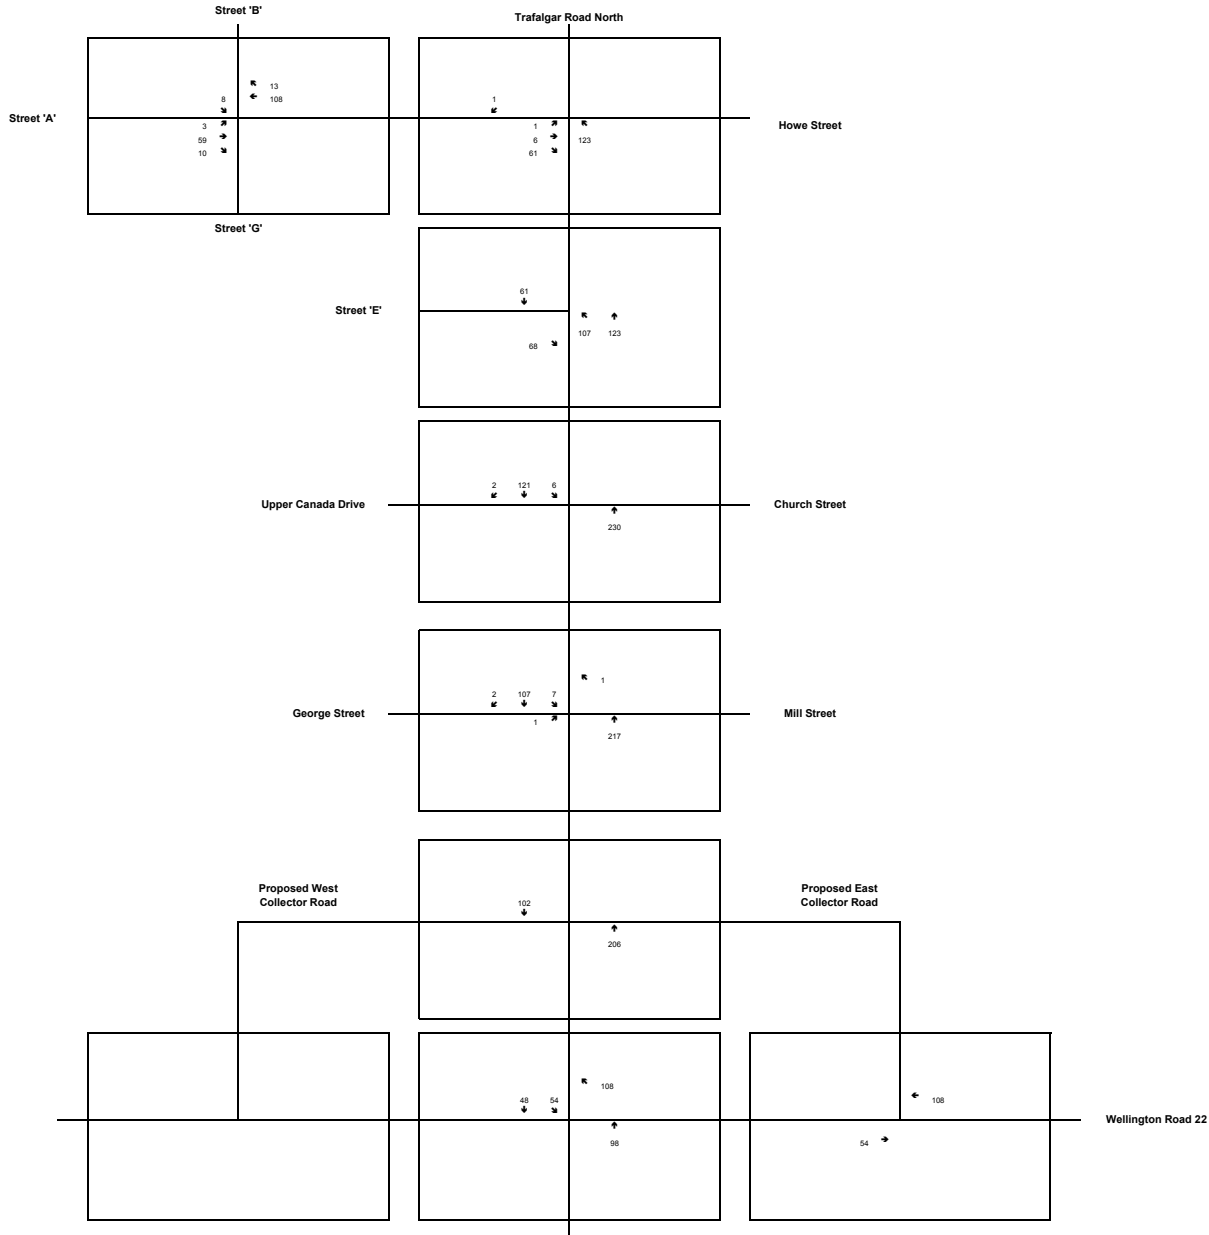 Street 'B'
Trafalgar Road North
13
8
108
1
Street 'A'
Howe Street
3
59
10
1
6
123
61
Street 'G'
61
Street 'E'
107
123
68
2
121
6
Upper Canada Drive
Church Street
230
1
2
107
7
George Street
Mill Street
1
217
Proposed West
Collector Road
Proposed East
Collector Road
102
206
108
48
54
108
Wellington Road 22
98
54